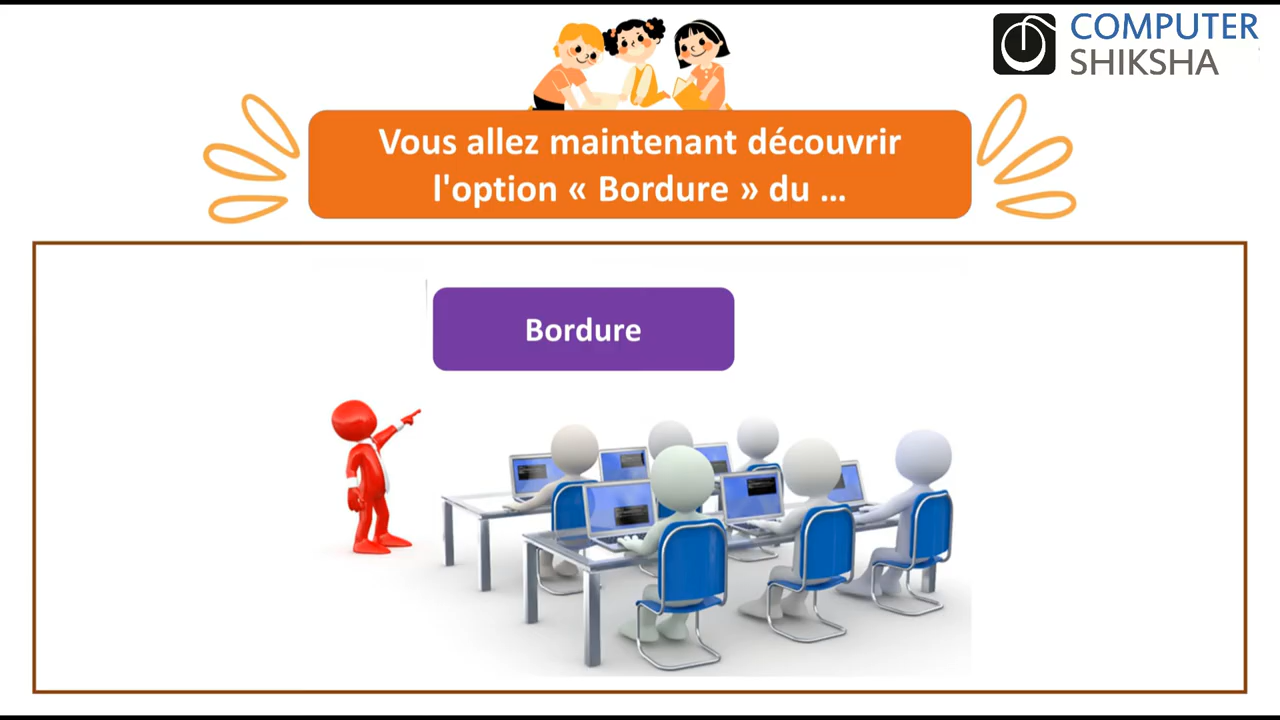 COMPUTER
SHIKSHA
Vous allez maintenant découvrir
l'option « Bordure » du ...
Bordure